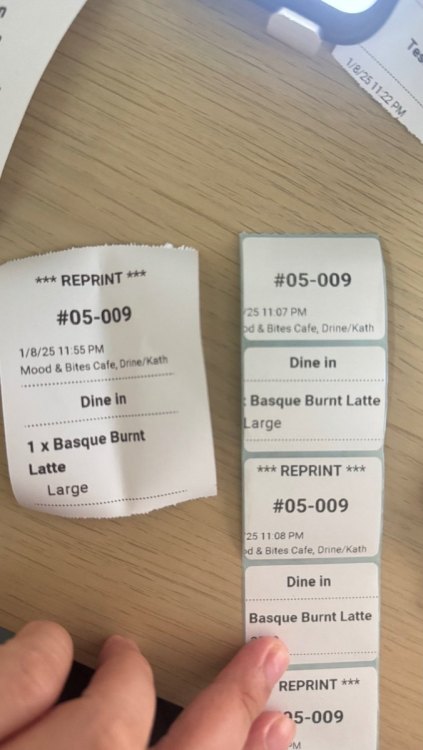 *** REPRINT ***
#05-009
1/8/25 11:55 PM
Mood & Bites Cafe, Drine/Kath
Dine in
1 x Basque Burnt
Latte
Large
#05-009
/25 11:07 PM
od & Bites Cafe, Drine/Kath
Dine in
: Basque Burnt Latte
Large
*** REPRINT ***
#05-009
25 11:08 PM
od & Bites Cafe, Drine/Kath
Dine in
Basque Burnt Latte
REPRINT ***
05-009
PM
Tes
1/8/25 11:22 PM